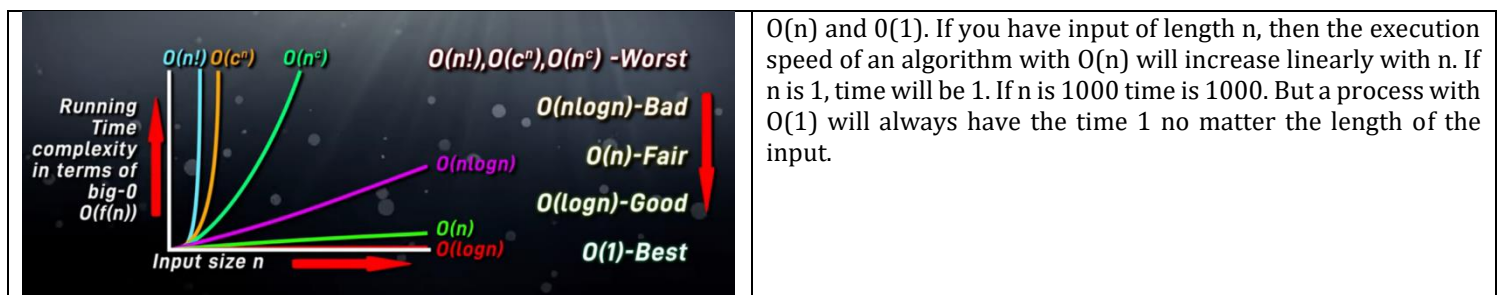 O(n!) O(cⁿ) O(nᶜ)
O(n!),O(cⁿ),O(nᶜ) -Worst
Running
Time
complexity
in terms of
big-O
O(f(n))
O(nlogn)-Bad
O(n)-Fair
O(nlogn)
O(logn)-Good
O(n)
O(logn)
O(1)-Best
Input size n
O(n) and 0(1). If you have input of length n, then the execution
speed of an algorithm with O(n) will increase linearly with n. If
n is 1, time will be 1. If n is 1000 time is 1000. But a process with
O(1) will always have the time 1 no matter the length of the
input.